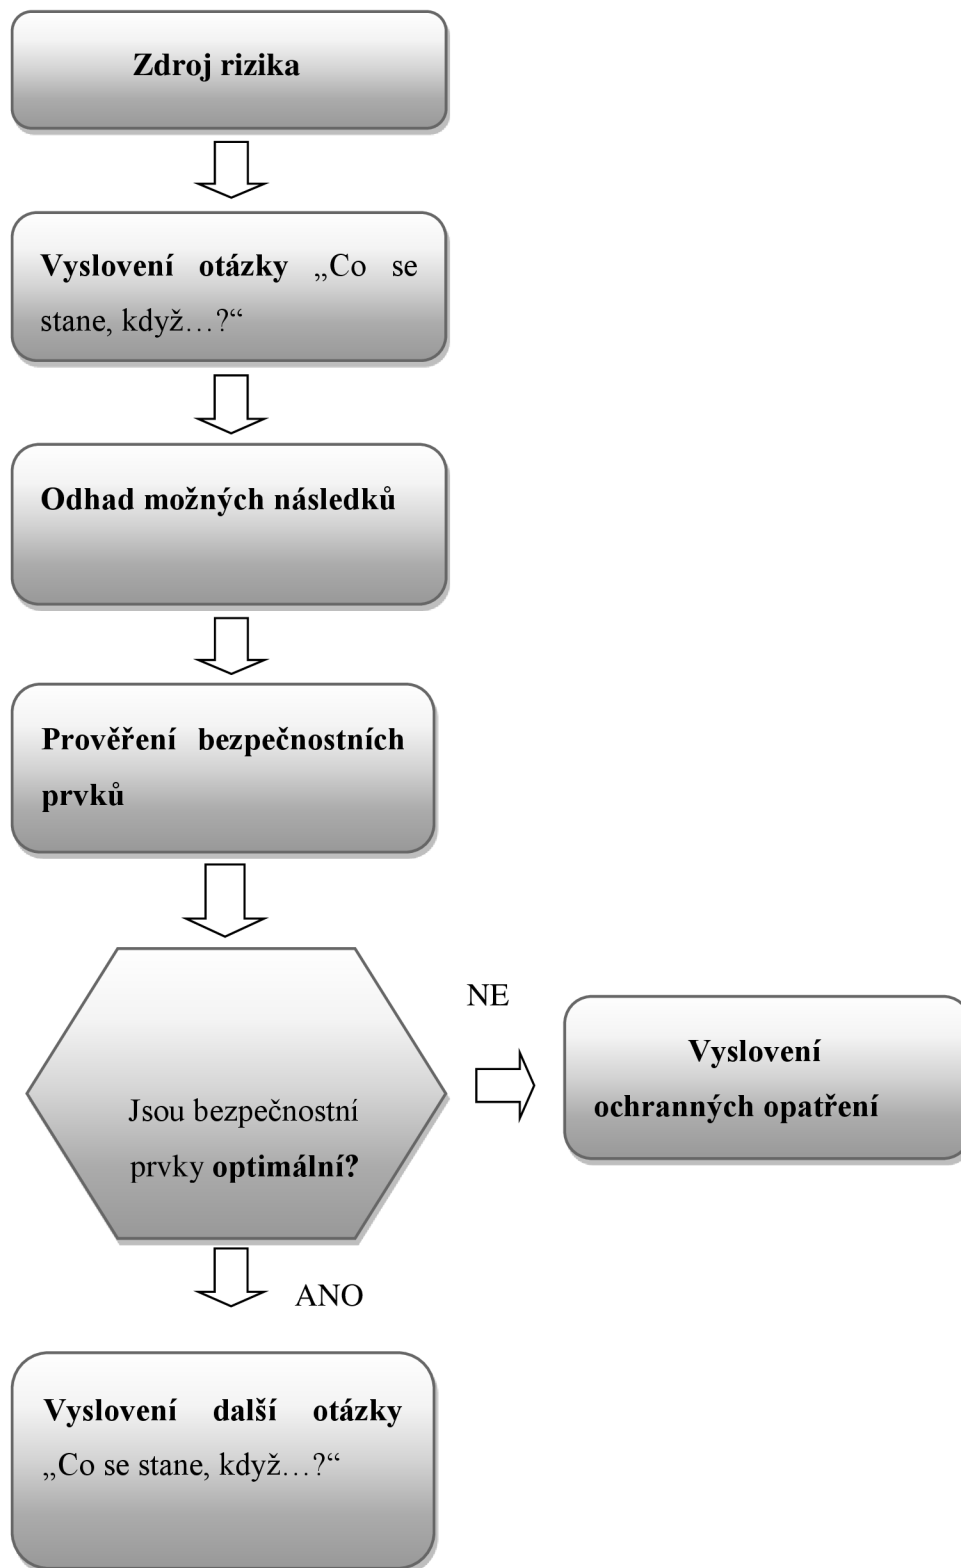 Zdroj rizika
Vyslovení otázky „Co se
stane, když…?“
Odhad možných následků
Prověření bezpečnostních
prvků
NE
Vyslovení
ochranných opatření
Jsou bezpečnostní
prvky optimální?
ANO
Vyslovení další otázky
„Co se stane, když…?“